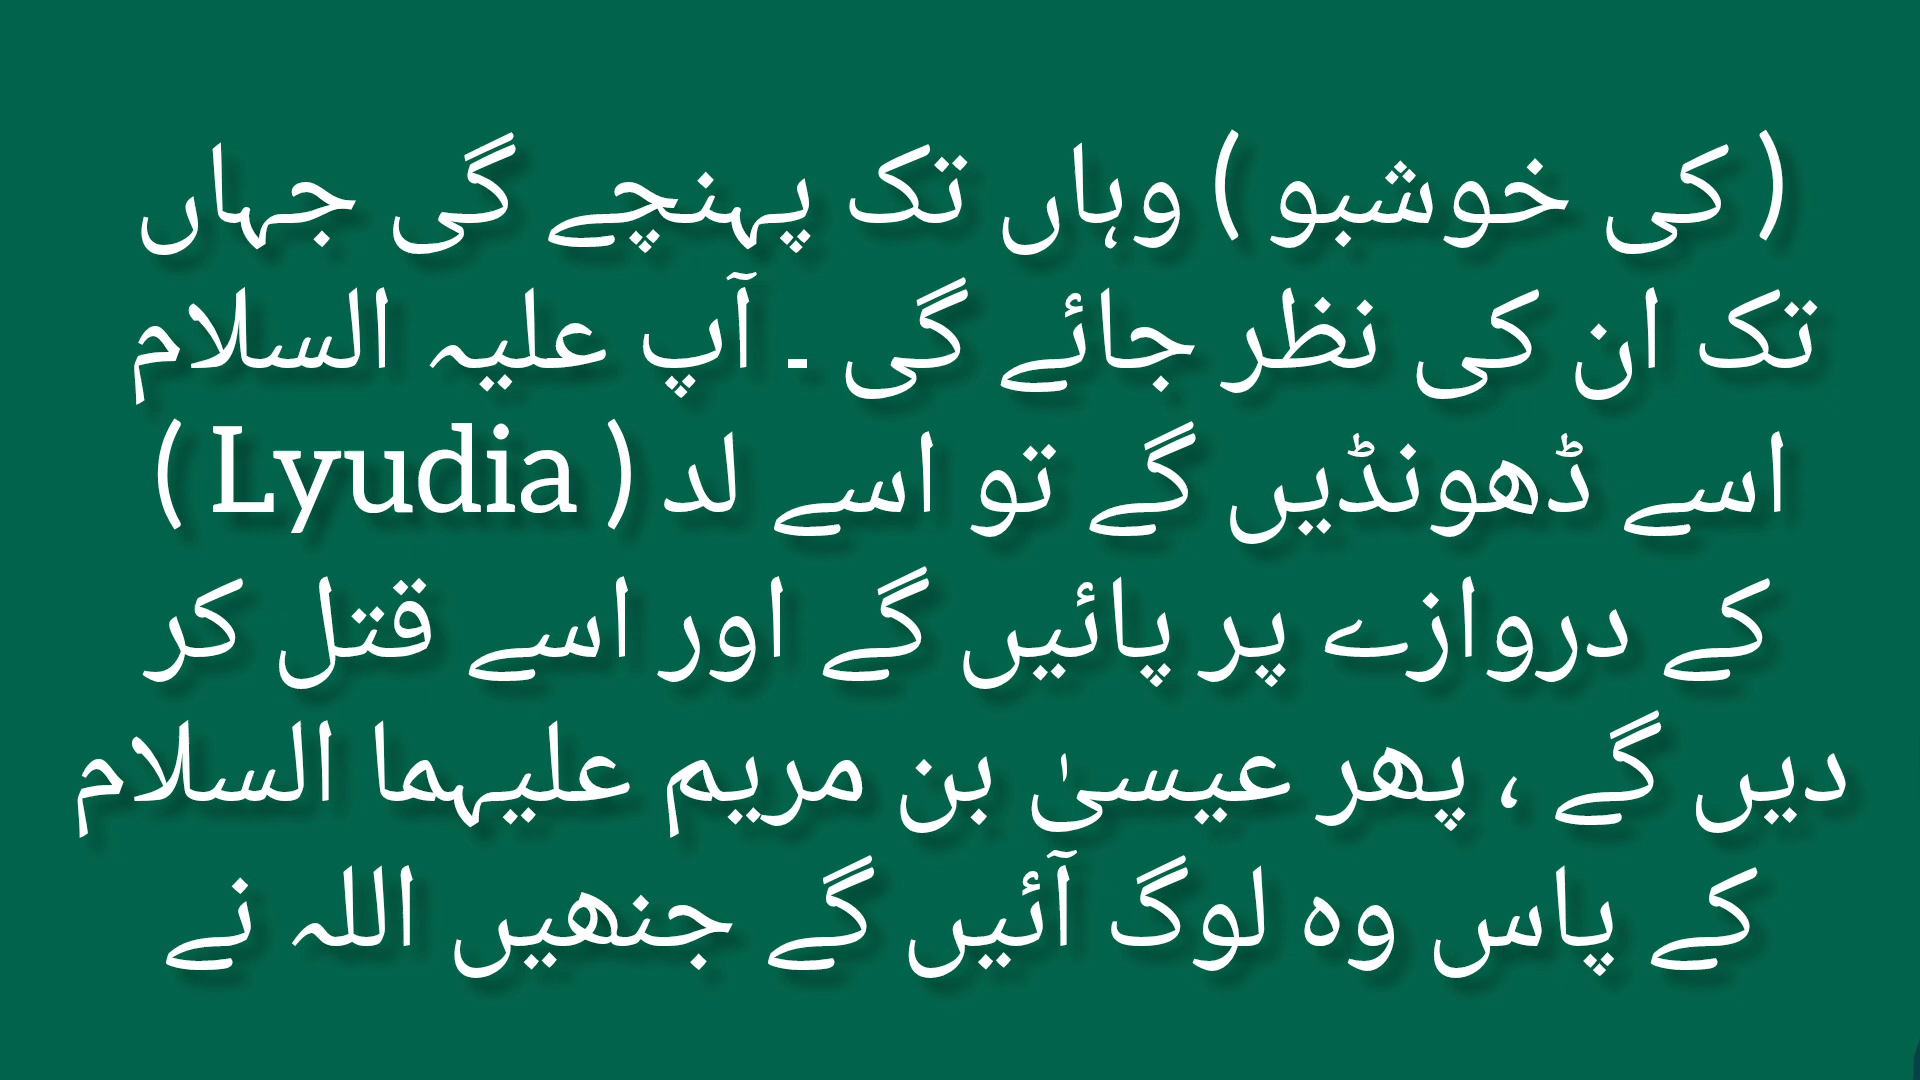 ( کی خوشبو ) وہاں تک پہنچے گی جہاں
تک ان کی نظر جائے گی ۔ آپ علیہ السلام
اسے ڈھونڈیں گے تو اسے لد ( Lyudia )
کے دروازے پر پائیں گے اور اسے قتل کر
دیں گے ، پھر عیسیٰ بن مریم علیہما السلام
کے پاس وہ لوگ آئیں گے جنھیں اللہ نے